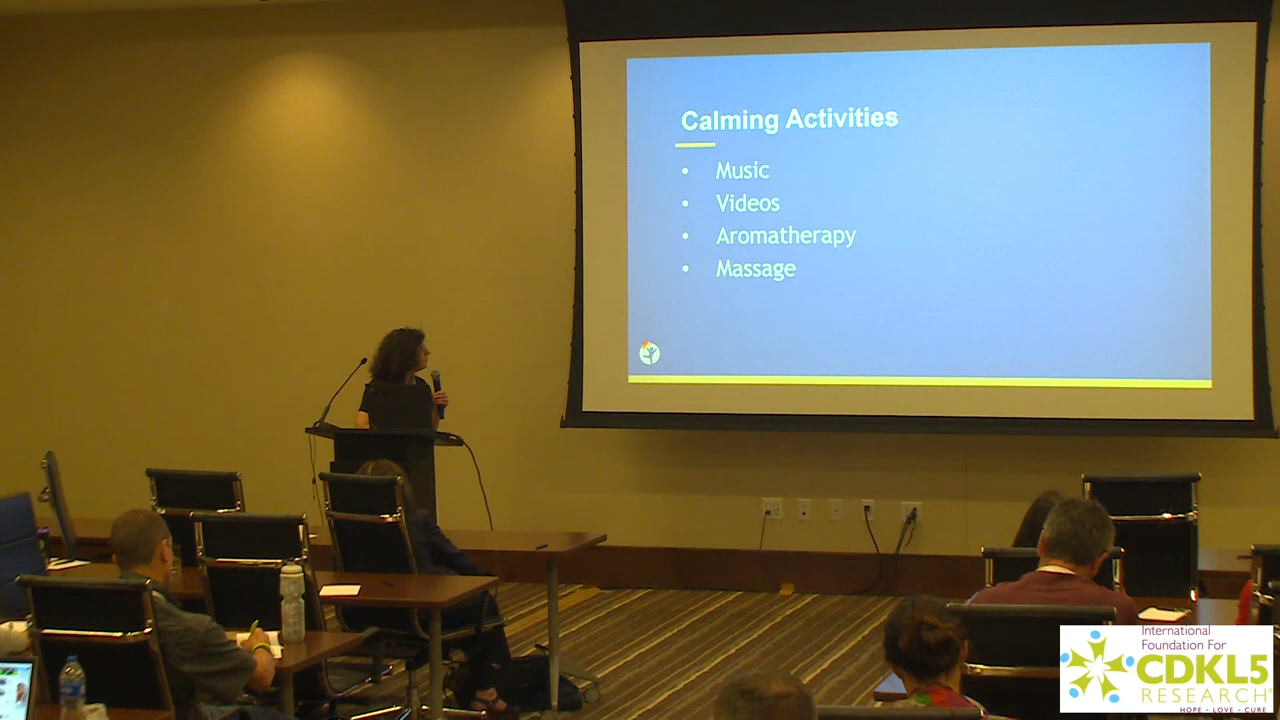 Calming Activities
• Music
• Videos
• Aromatherapy
• Massage
International
Foundation For
CDKL5
RESEARCH
HOPE • LOVE • CURE